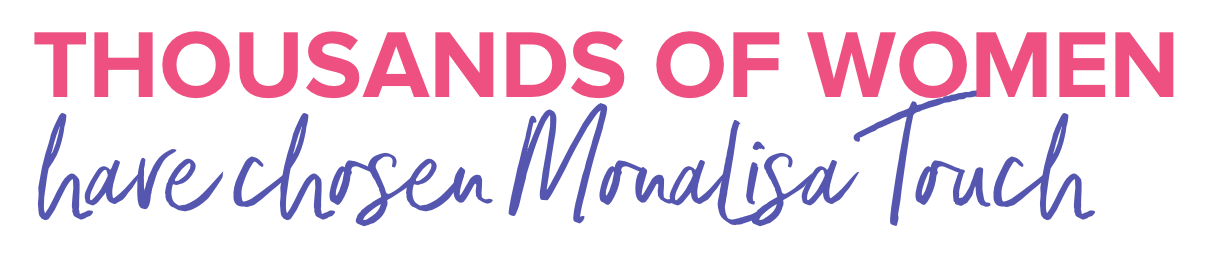 THOUSANDS OF WOMEN
have chosen MonaLisa Touch